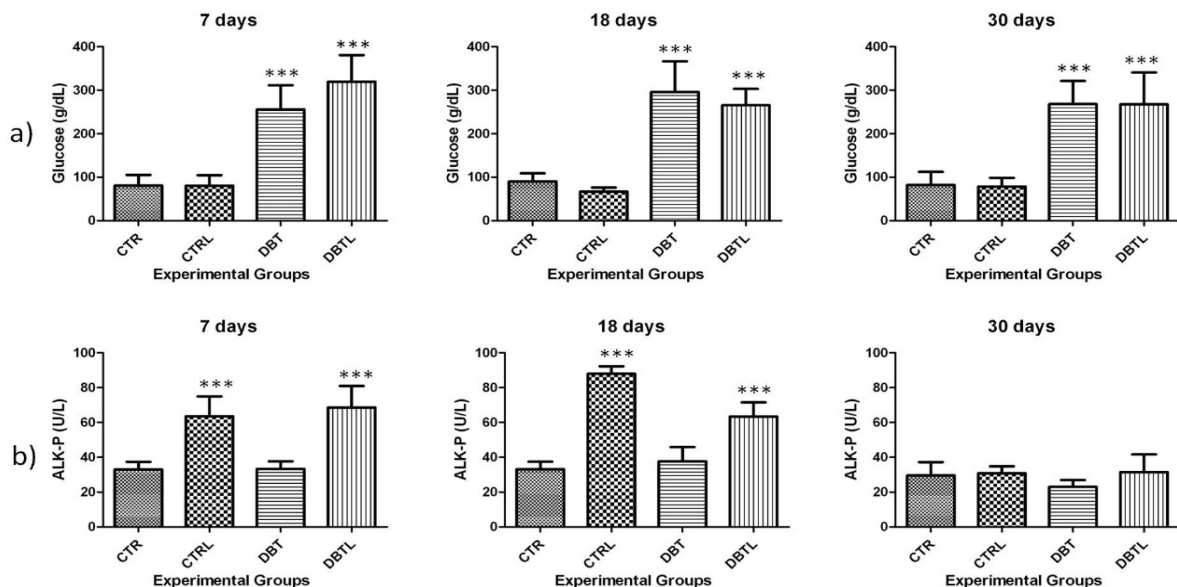 7 days
18 days
30 days
a)
Glucose (g/dL)
400
300
200
100
0
***
***
CTR
CTRL
DBT
DBTL
Experimental Groups
Glucose (g/dL)
400
300
200
100
0
***
***
CTR
CTRL
DBT
DBTL
Experimental Groups
Glucose (g/dL)
400
300
200
100
0
***
***
CTR
CTRL
DBT
DBTL
Experimental Groups
7 days
18 days
30 days
b)
ALK-P (U/L)
100
80
60
40
20
0
***
***
CTR
CTRL
DBT
DBTL
Experimental Groups
ALK-P (U/L)
100
80
60
40
20
0
***
***
CTR
CTRL
DBT
DBTL
Experimental Groups
ALK-P (U/L)
100
80
60
40
20
0
CTR
CTRL
DBT
DBTL
Experimental Groups